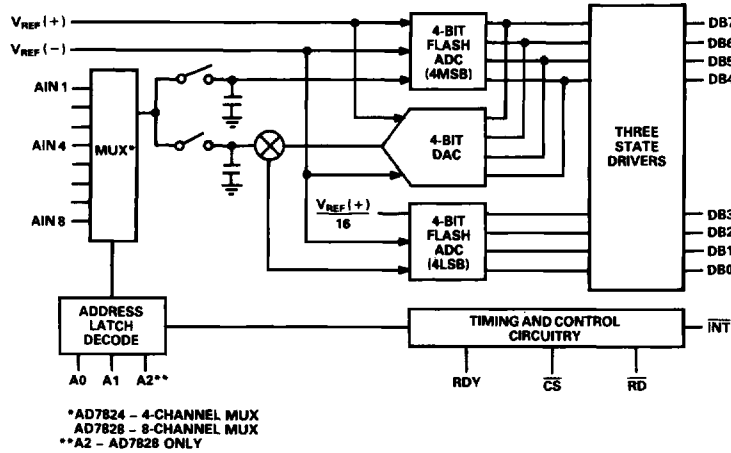 VREF(+)
VREF(−)
4-BIT
FLASH
ADC
(4MSB)
DB7
DB6
DB5
DB4
AIN 1
AIN 4
AIN 8
MUX*
4-BIT
DAC
THREE
STATE
DRIVERS
VREF(+)
16
4-BIT
FLASH
ADC
(4LSB)
DB3
DB2
DB1
DB0
ADDRESS
LATCH
DECODE
TIMING AND CONTROL
CIRCUITRY
INT
A0 A1 A2**
RDY CS RD
*AD7824 – 4-CHANNEL MUX
AD7828 – 8-CHANNEL MUX
**A2 – AD7828 ONLY